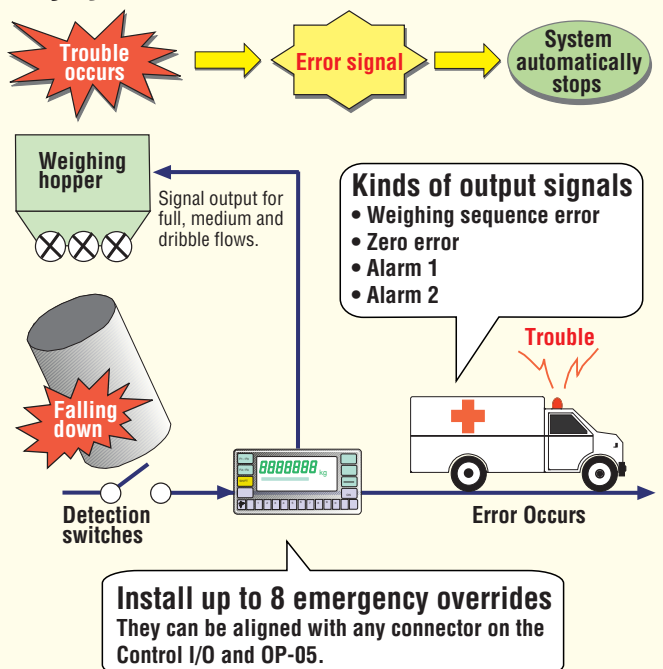 Trouble
occurs
Error signal
System
automatically
stops
Weighing
hopper
Signal output for
full, medium and
dribble flows.
Kinds of output signals
• Weighing sequence error
• Zero error
• Alarm 1
• Alarm 2
Trouble
Falling
down
8888888 kg
Detection
switches
Error Occurs
Install up to 8 emergency overrides
They can be aligned with any connector on the
Control I/O and OP-05.